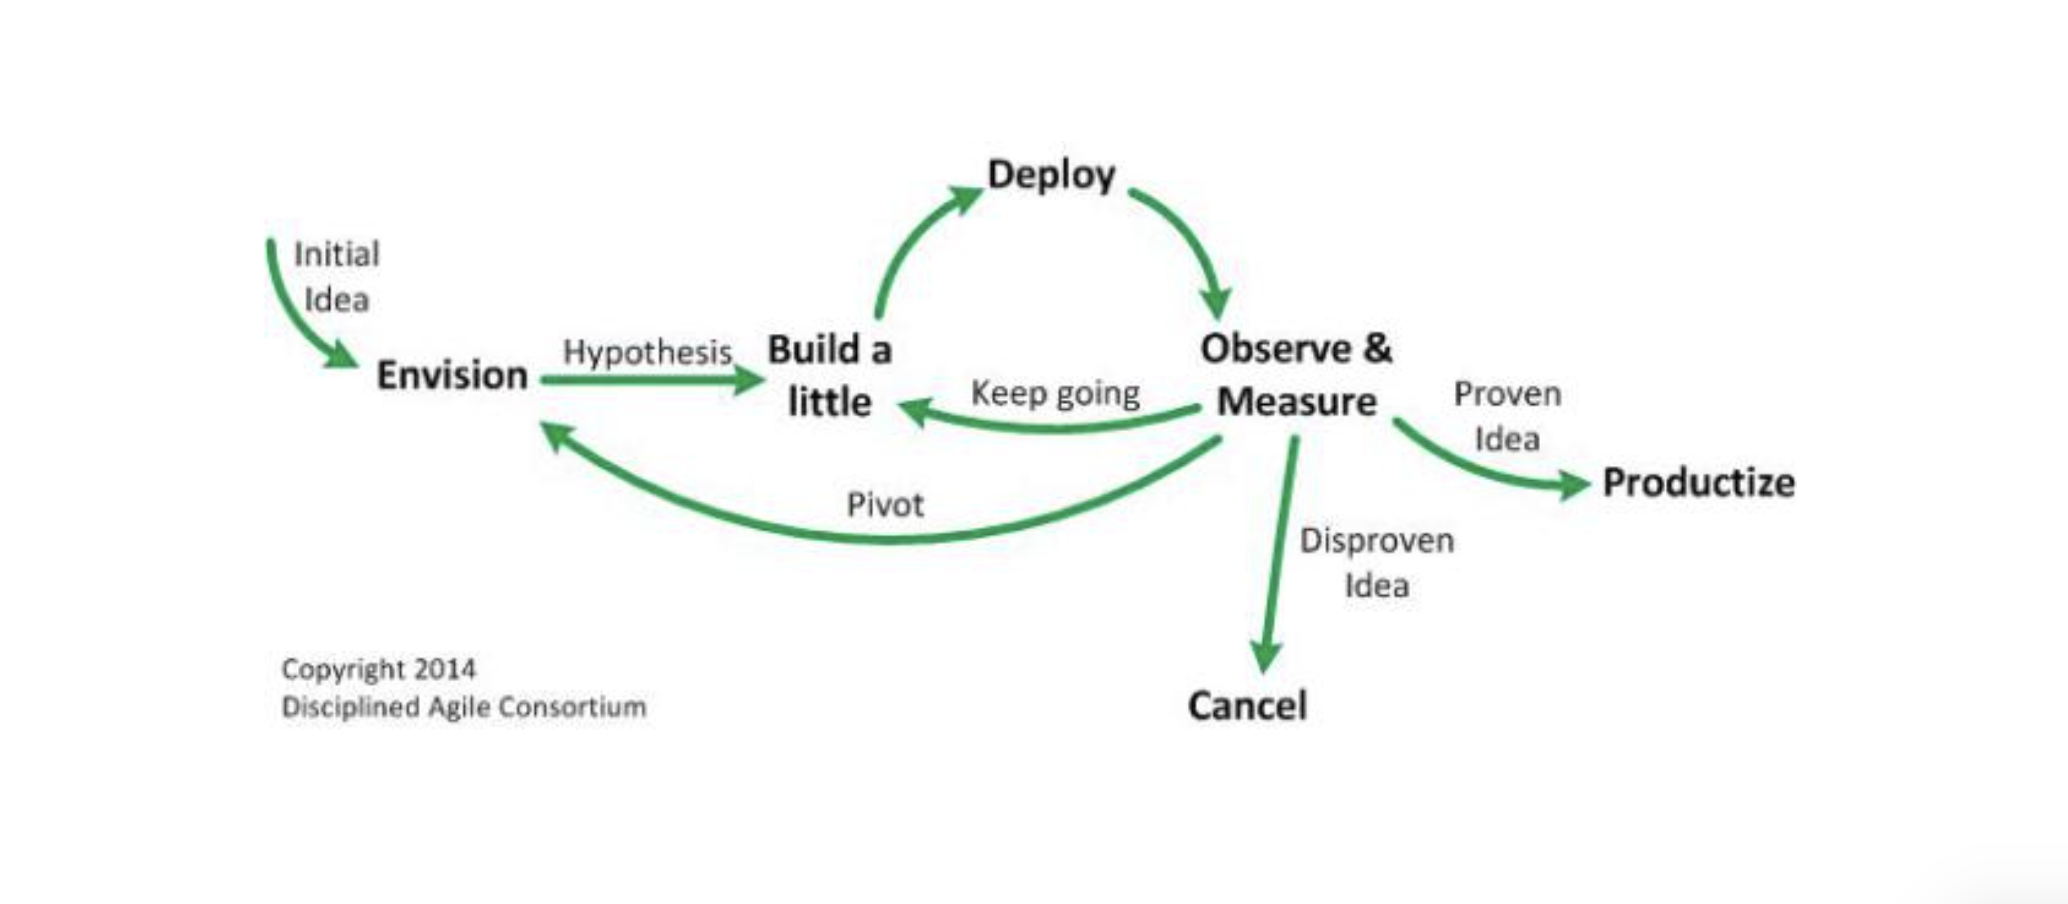 Deploy
Initial
Idea
Envision
Hypothesis
Build a
little
Observe &
Measure
Keep going
Proven
Idea
Productize
Pivot
Disproven
Idea
Cancel
Copyright 2014
Disciplined Agile Consortium